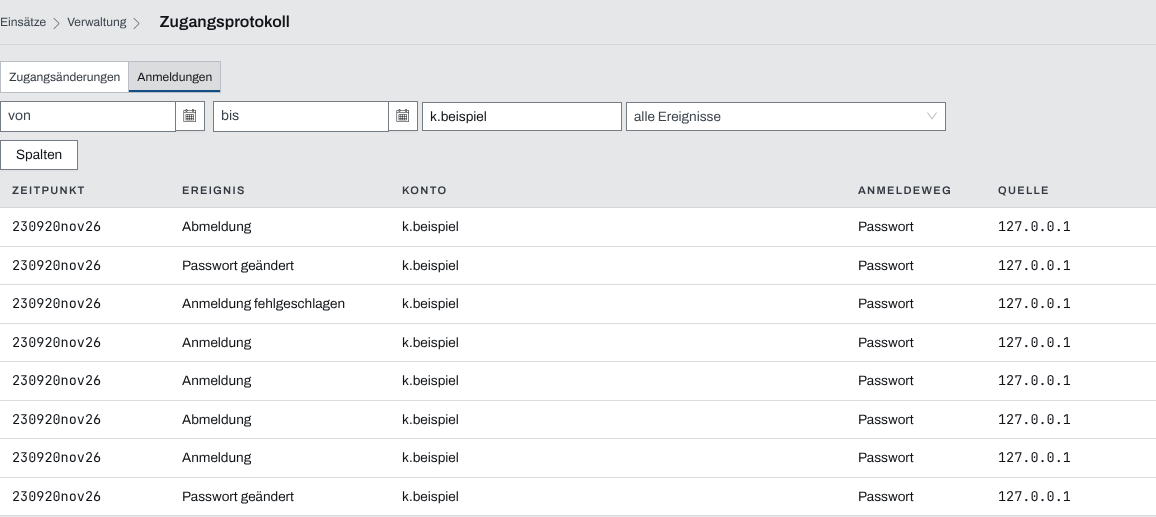 Einsätze Verwaltung Zugangsprotokoll
Zugangsänderungen Anmeldungen
von bis k.beispiel alle Ereignisse
Spalten
ZEITPUNKT EREIGNIS KONTO ANMELDEWEG QUELLE
230920nov26 Abmeldung k.beispiel Passwort 127.0.0.1
230920nov26 Passwort geändert k.beispiel Passwort 127.0.0.1
230920nov26 Anmeldung fehlgeschlagen k.beispiel Passwort 127.0.0.1
230920nov26 Anmeldung k.beispiel Passwort 127.0.0.1
230920nov26 Anmeldung k.beispiel Passwort 127.0.0.1
230920nov26 Abmeldung k.beispiel Passwort 127.0.0.1
230920nov26 Anmeldung k.beispiel Passwort 127.0.0.1
230920nov26 Passwort geändert k.beispiel Passwort 127.0.0.1